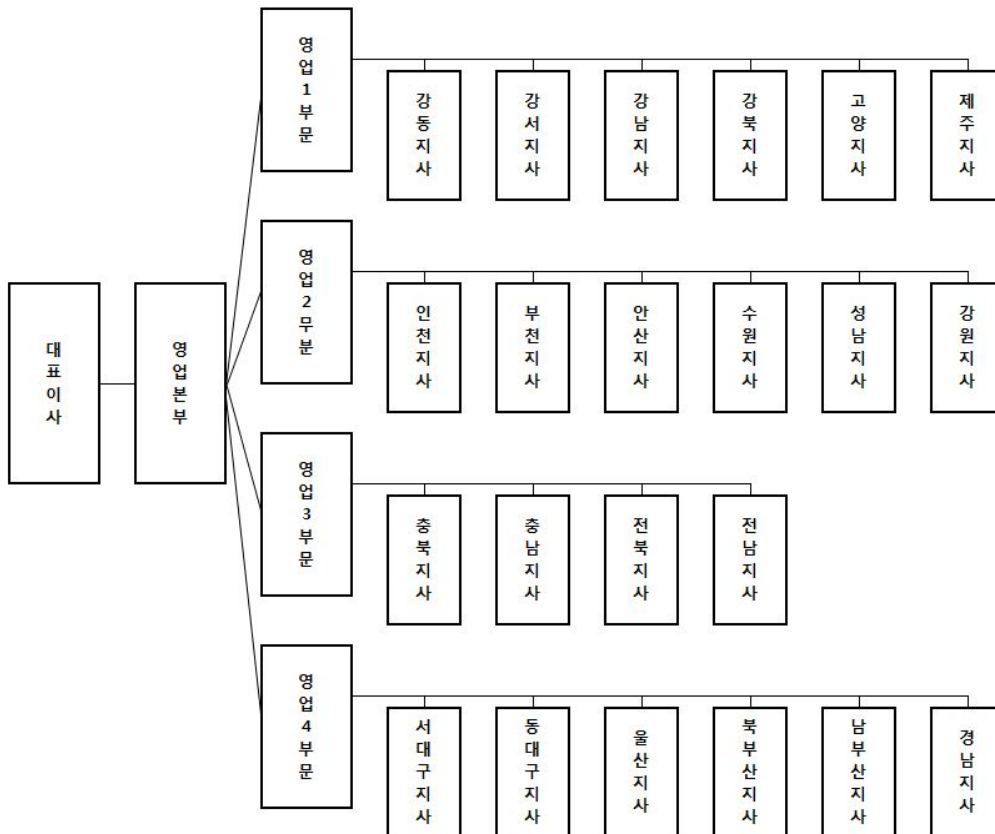 대표이사
영업본부
영업1부문
강동지사
강서지사
강남지사
강북지사
고양지사
제주지사
영업2무분
인천지사
부천지사
안산지사
수원지사
성남지사
강원지사
영업3부문
충북지사
충남지사
전북지사
전남지사
영업4부문
서대구지사
동대구지사
울산지사
북부산지사
남부산지사
경남지사